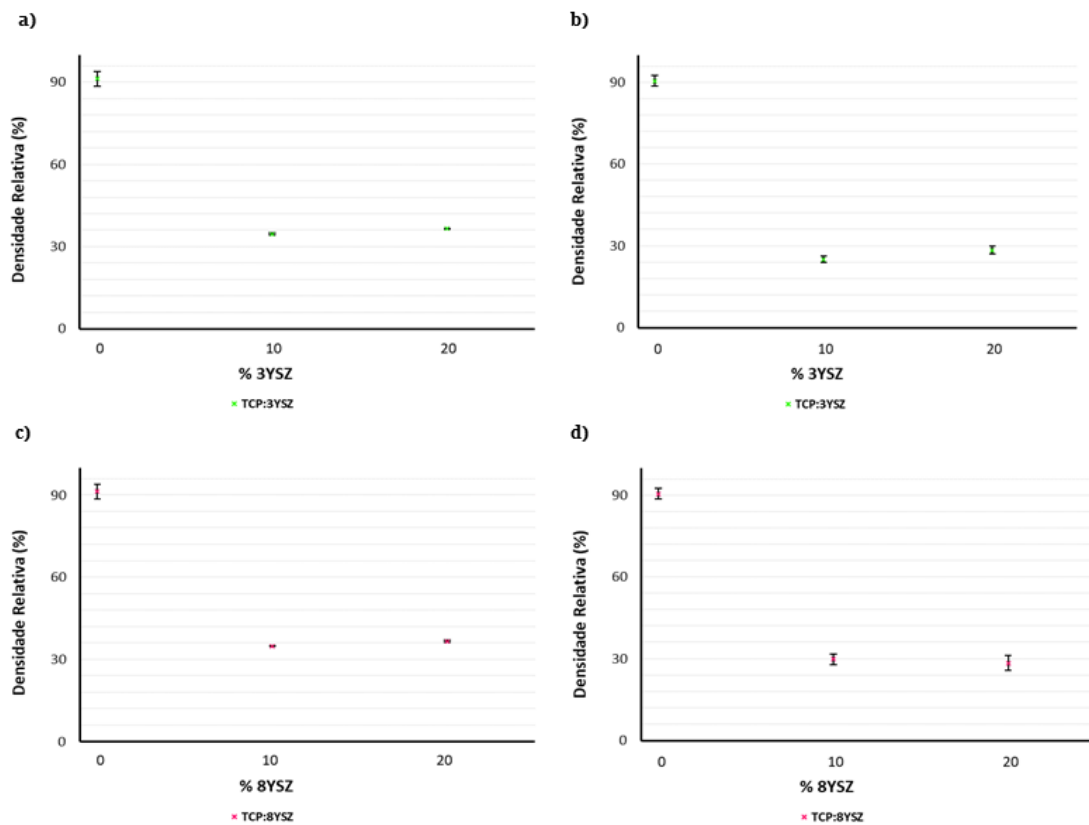 a)
Densidade Relativa (%)
90
60
30
0
0 10 20
% 3YSZ
TCP:3YSZ
b)
Densidade Relativa (%)
90
60
30
0
0 10 20
% 3YSZ
TCP:3YSZ
c)
Densidade Relativa (%)
90
60
30
0
0 10 20
% 8YSZ
TCP:8YSZ
d)
Densidade Relativa (%)
90
60
30
0
0 10 20
% 8YSZ
TCP:8YSZ